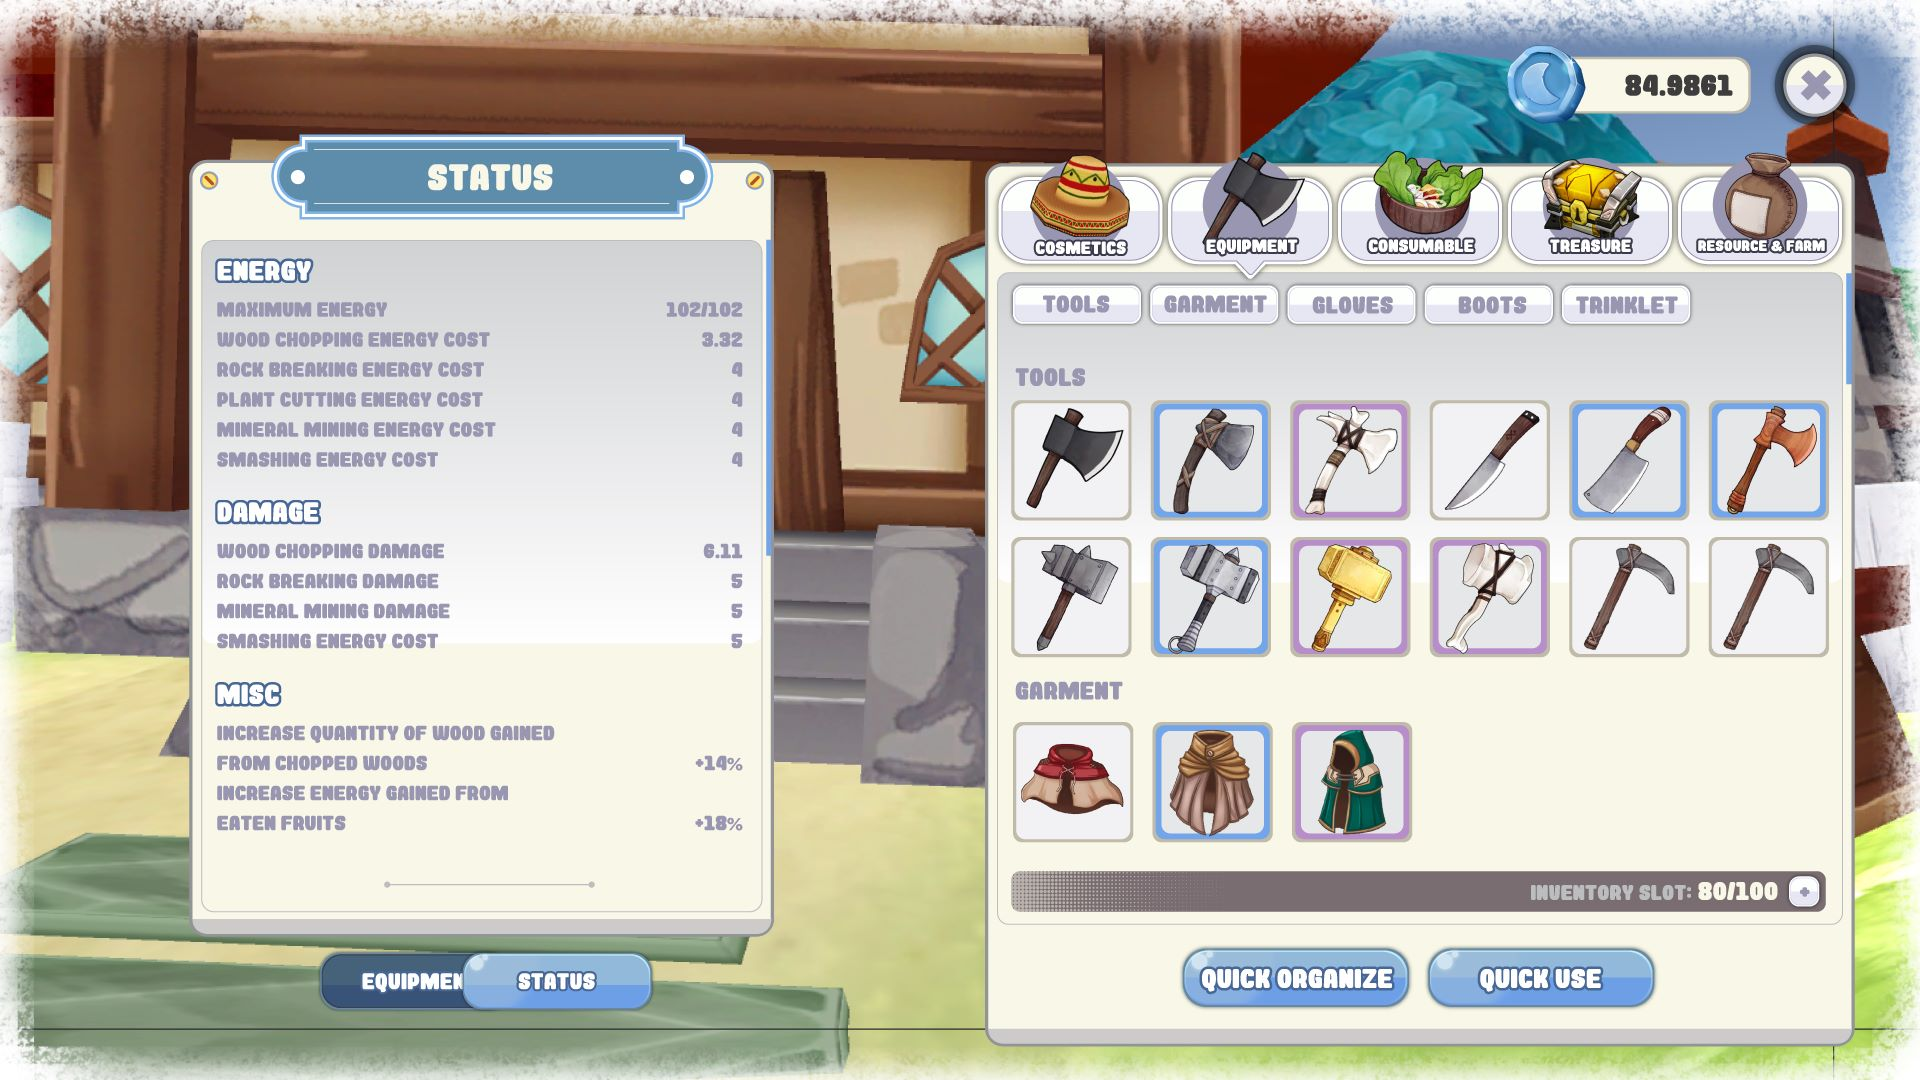 84.9861
STATUS
ENERGY
MAXIMUM ENERGY 102/102
WOOD CHOPPING ENERGY COST 3.32
ROCK BREAKING ENERGY COST 4
PLANT CUTTING ENERGY COST 4
MINERAL MINING ENERGY COST 4
SMASHING ENERGY COST 4
DAMAGE
WOOD CHOPPING DAMAGE 6.11
ROCK BREAKING DAMAGE 5
MINERAL MINING DAMAGE 5
SMASHING ENERGY COST 5
MISC
INCREASE QUANTITY OF WOOD GAINED
FROM CHOPPED WOODS +14%
INCREASE ENERGY GAINED FROM
EATEN FRUITS +18%
EQUIPMEN STATUS
COSMETICS EQUIPMENT CONSUMABLE TREASURE RESOURCE & FARM
TOOLS GARMENT GLOVES BOOTS TRINKLET
TOOLS
GARMENT
INVENTORY SLOT: 80/100 +
QUICK ORGANIZE QUICK USE